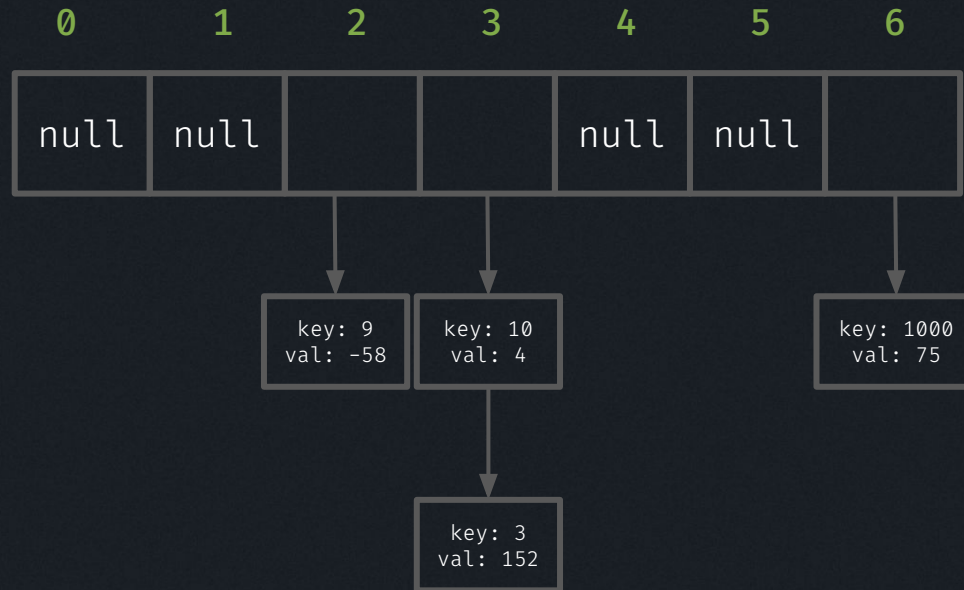 0 1 2 3 4 5 6
null null null null
key: 9
val: -58
key: 10
val: 4
key: 1000
val: 75
key: 3
val: 152